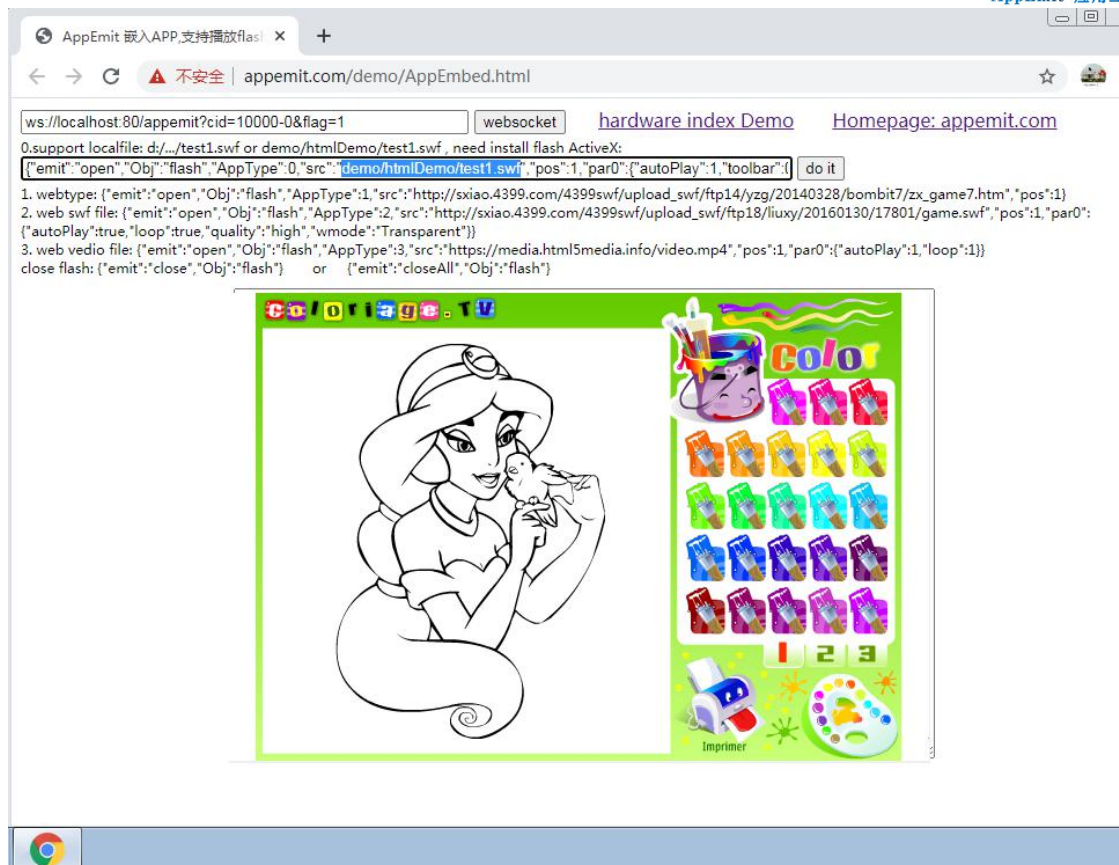 AppEmit 嵌入APP,支持播放flas
不安全 appemit.com/demo/AppEmbed.html
ws://localhost:80/appemit?cid=10000-0&flag=1 websocket hardware index Demo Homepage: appemit.com
0.support localfile: d:/.../test1.swf or demo/htmlDemo/test1.swf , need install flash ActiveX:
{"emit":"open","Obj":"flash","AppType":0,"src":"demo/htmlDemo/test1.swf","pos":1,"par0":{"autoPlay":1,"toolbar":{ do it
1. webtype: {"emit":"open","Obj":"flash","AppType":1,"src":"http://sxiao.4399.com/4399swf/upload_swf/ftp14/yzg/20140328/bombit7/zx_game7.htm","pos":1}
2. web swf file: {"emit":"open","Obj":"flash","AppType":2,"src":"http://sxiao.4399.com/4399swf/upload_swf/ftp18/liuxy/20160130/17801/game.swf","pos":1,"par0":
{"autoPlay":true,"loop":true,"quality":"high","wmode":"Transparent"}}
3. web vedio file: {"emit":"open","Obj":"flash","AppType":3,"src":"https://media.html5media.info/video.mp4","pos":1,"par0":{"autoPlay":1,"loop":1}}
close flash: {"emit":"close","Obj":"flash"} or {"emit":"closeAll","Obj":"flash"}
Coloriage.TV
Color
1 2 3
Imprimer